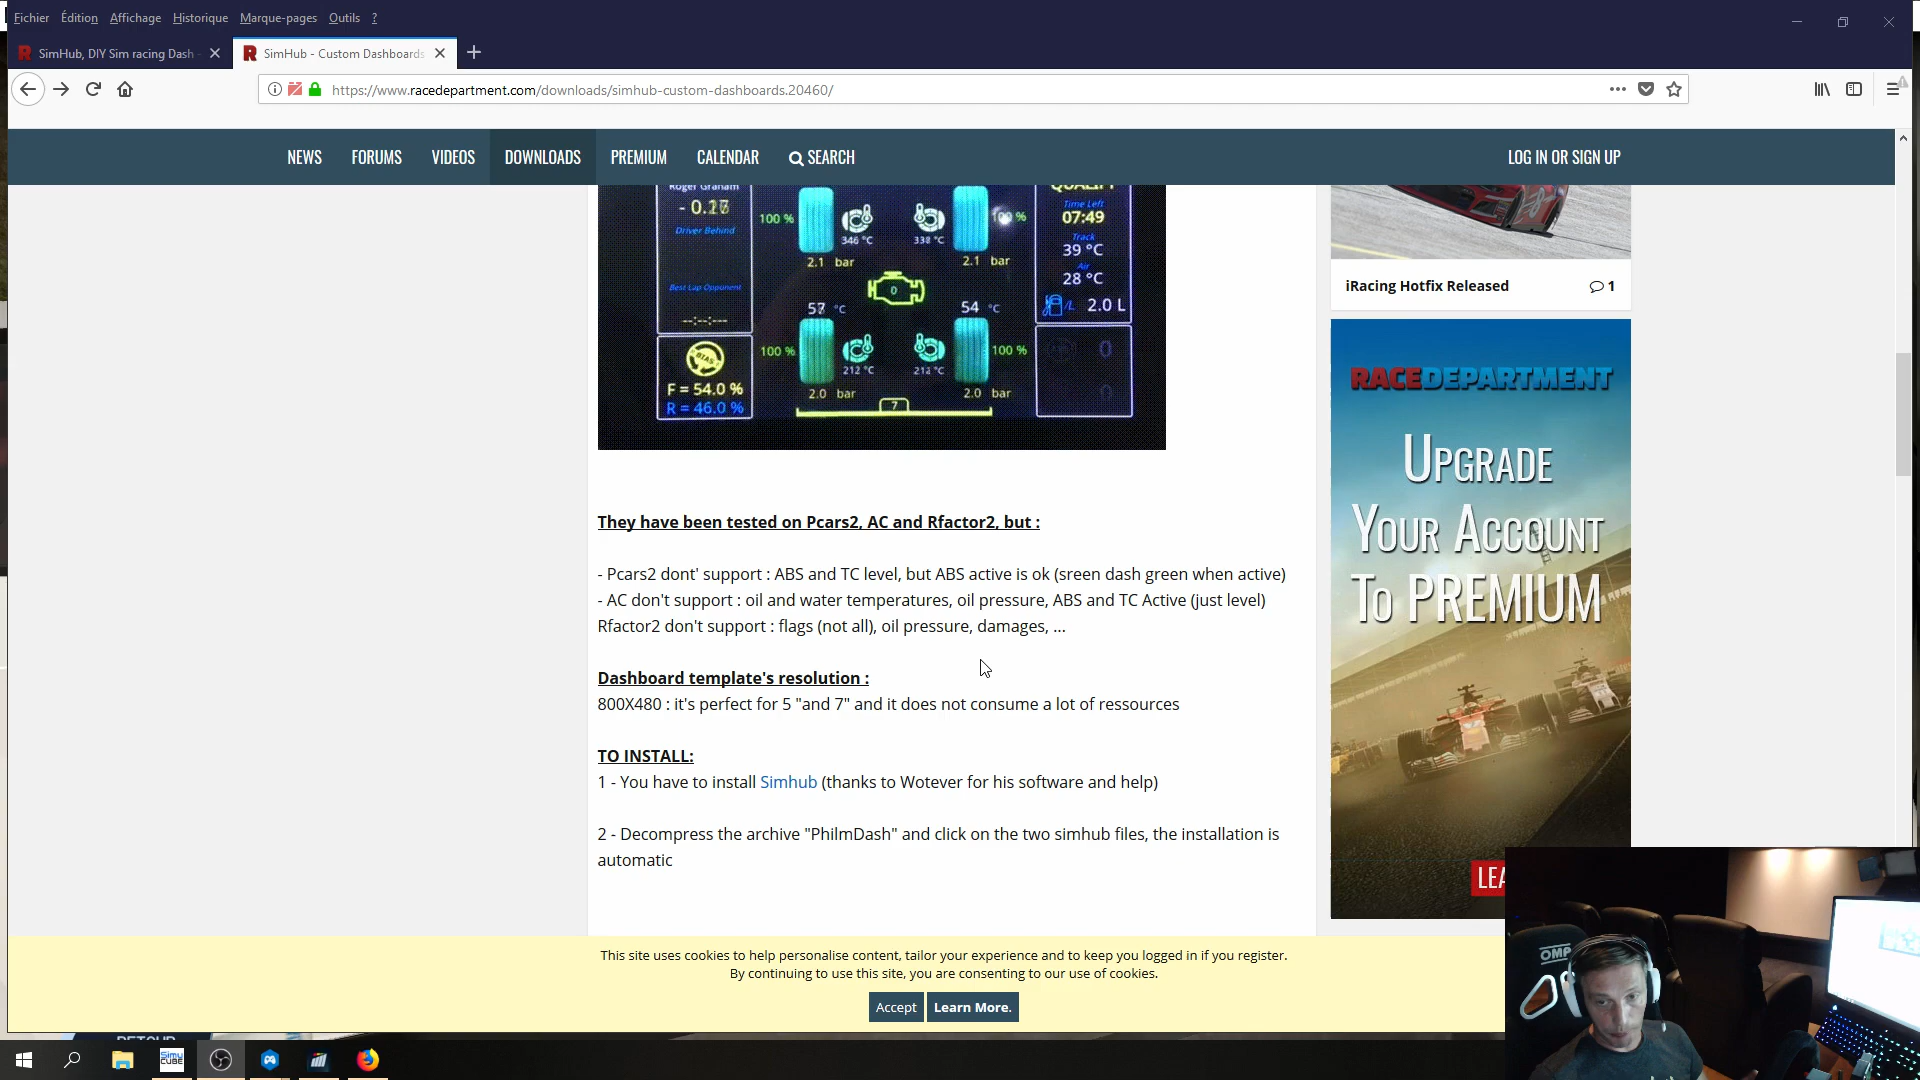 Fichier Édition Affichage Historique Marque-pages Outils ?
SimHub, DIY Sim racing Dash
SimHub - Custom Dashboards
https://www.racedepartment.com/downloads/simhub-custom-dashboards.20460/
NEWS FORUMS VIDEOS DOWNLOADS PREMIUM CALENDAR SEARCH
LOG IN OR SIGN UP
Roger Graham
Driver Behind
Best Lap Opponent
--:--:---
F = 54.0 %
R = 46.0 %
100 %
346 °C
338 °C
2.1 bar
2.1 bar
0
°C
54 °C
100 %
212 °C
212 °C
100 %
2.0 bar
2.0 bar
7
QUALIFY
Time Left
07:49
Track
39 °C
Air
28 °C
/L 2.0 L
0
0
They have been tested on Pcars2, AC and Rfactor2, but :
- Pcars2 dont' support : ABS and TC level, but ABS active is ok (sreen dash green when active)
- AC don't support : oil and water temperatures, oil pressure, ABS and TC Active (just level)
Rfactor2 don't support : flags (not all), oil pressure, damages, ...
Dashboard template's resolution :
800X480 : it's perfect for 5 "and 7" and it does not consume a lot of ressources
TO INSTALL:
1 - You have to install Simhub (thanks to Wotever for his software and help)
2 - Decompress the archive "PhilmDash" and click on the two simhub files, the installation is
automatic
iRacing Hotfix Released 1
RACEDEPARTMENT
UPGRADE
YOUR ACCOUNT
TO PREMIUM
LEA
This site uses cookies to help personalise content, tailor your experience and to keep you logged in if you register.
By continuing to use this site, you are consenting to our use of cookies.
Accept Learn More.
OMP
RETOUR
SIMU
CUBE